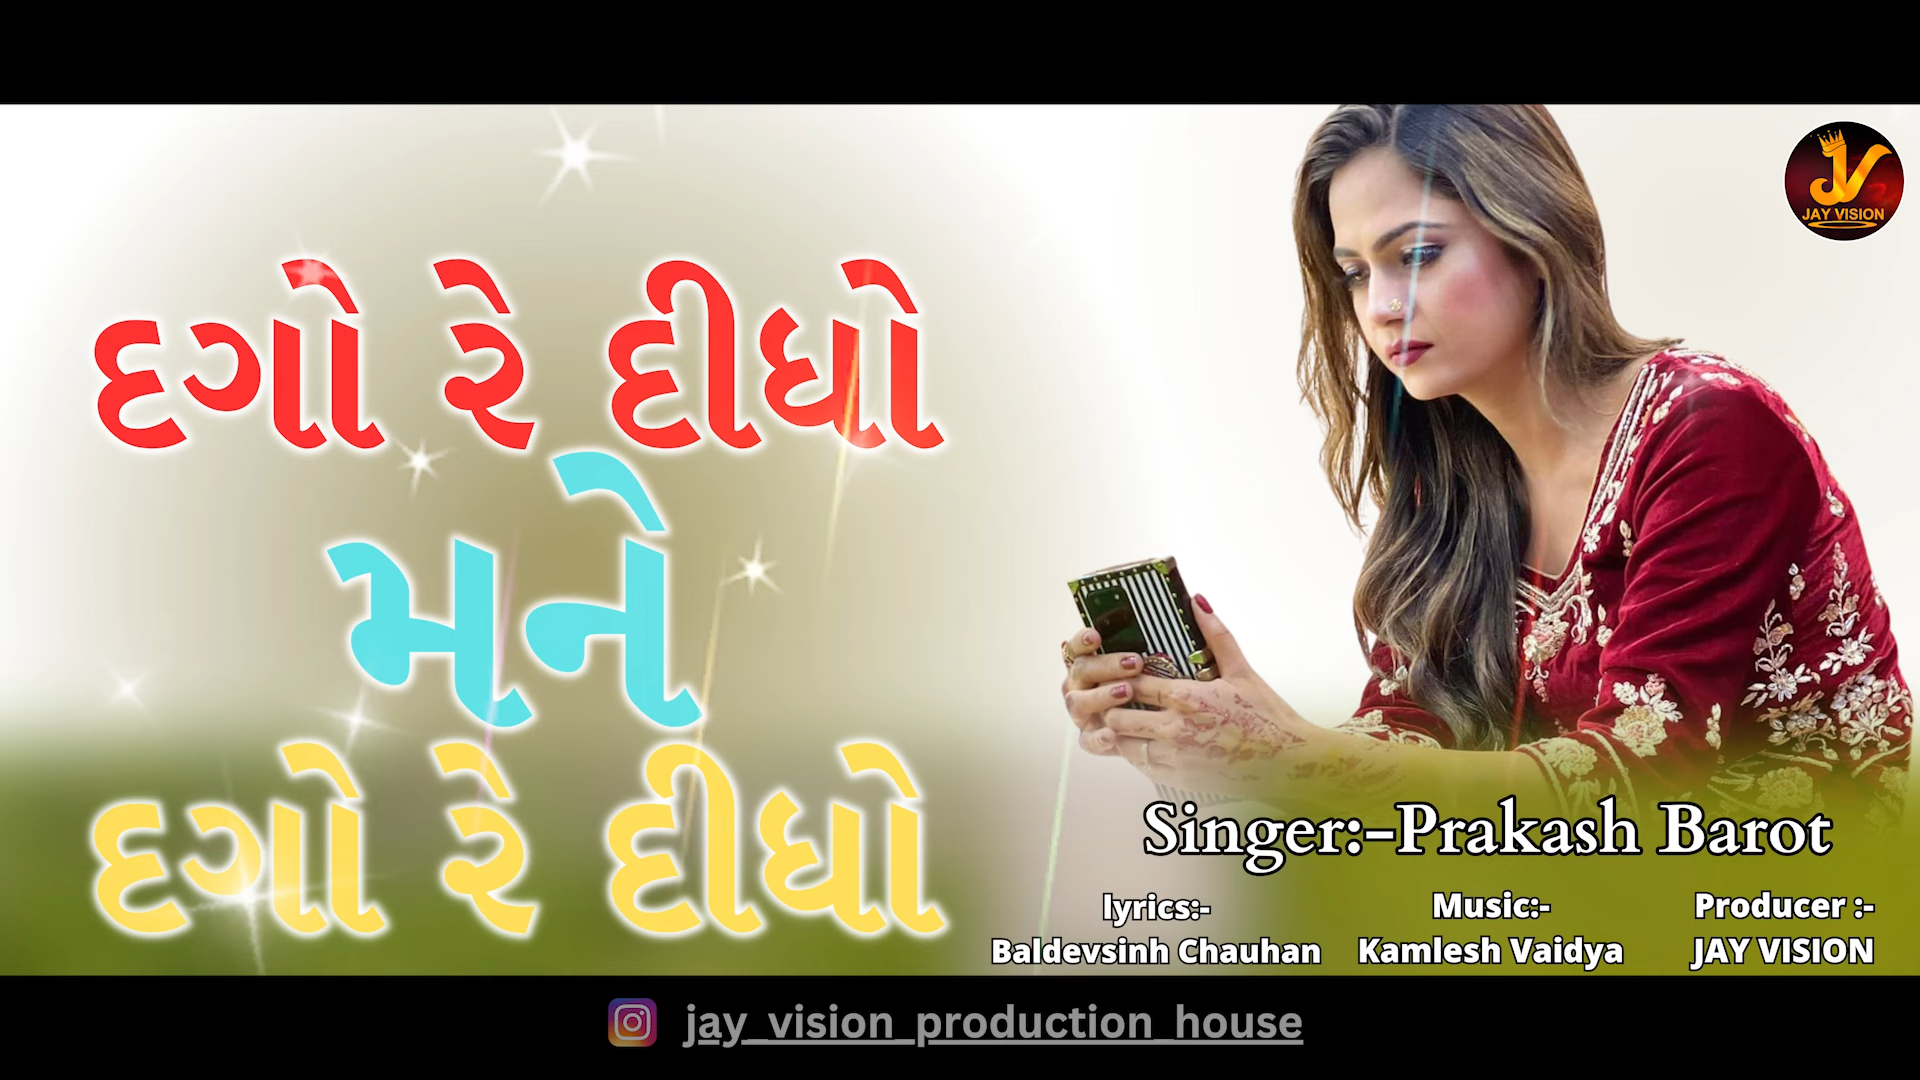 JAY VISION
દગો રે દીધો
મને
દગો રે દીધો
Singer:-Prakash Barot
lyrics:-
Baldevsinh Chauhan
Music:-
Kamlesh Vaidya
Producer :-
JAY VISION
jay_vision_production_house